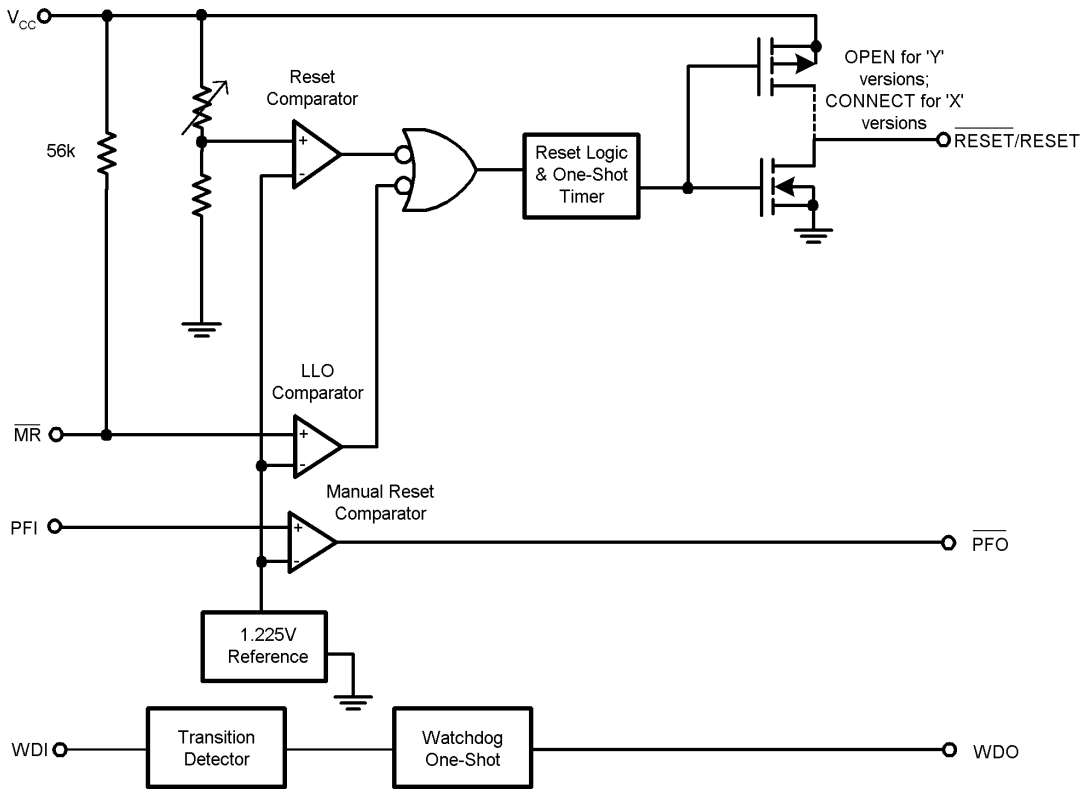 VCC
Reset
Comparator
OPEN for 'Y'
versions;
CONNECT for 'X'
versions
56k
+
-
Reset Logic
& One-Shot
Timer
RESET/RESET
LLO
Comparator
MR
+
-
Manual Reset
Comparator
PFI
+
-
PFO
1.225V
Reference
WDI
Transition
Detector
Watchdog
One-Shot
WDO